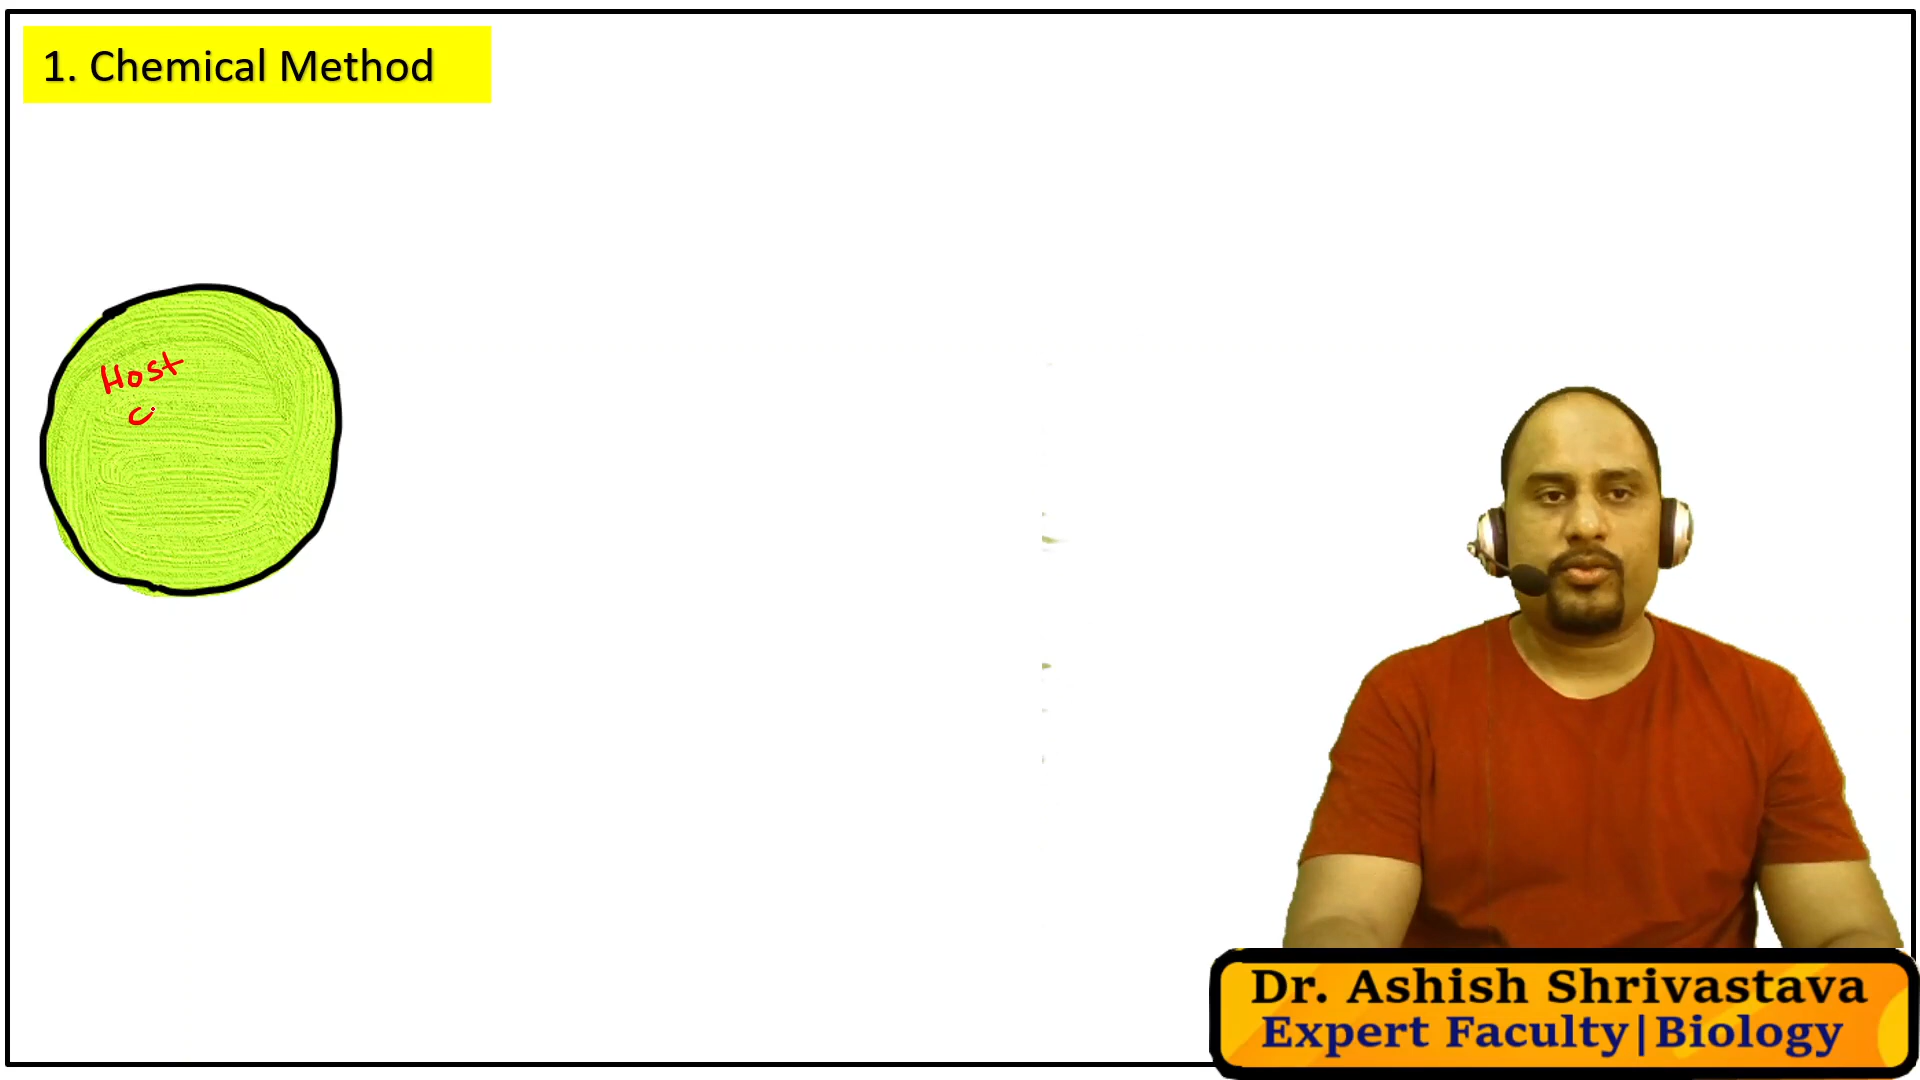 1. Chemical Method
Host
c
Dr. Ashish Shrivastava
Expert Faculty|Biology